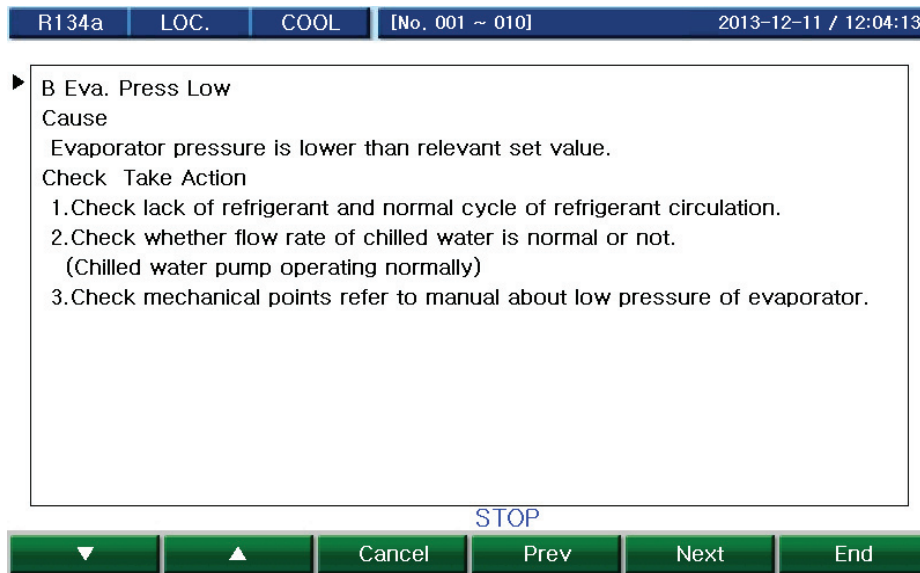 R134a LOC. COOL [No. 001 ~ 010] 2013-12-11 / 12:04:13
B Eva. Press Low
Cause
Evaporator pressure is lower than relevant set value.
Check Take Action
1.Check lack of refrigerant and normal cycle of refrigerant circulation.
2.Check whether flow rate of chilled water is normal or not.
(Chilled water pump operating normally)
3.Check mechanical points refer to manual about low pressure of evaporator.
STOP
▼ ▲ Cancel Prev Next End